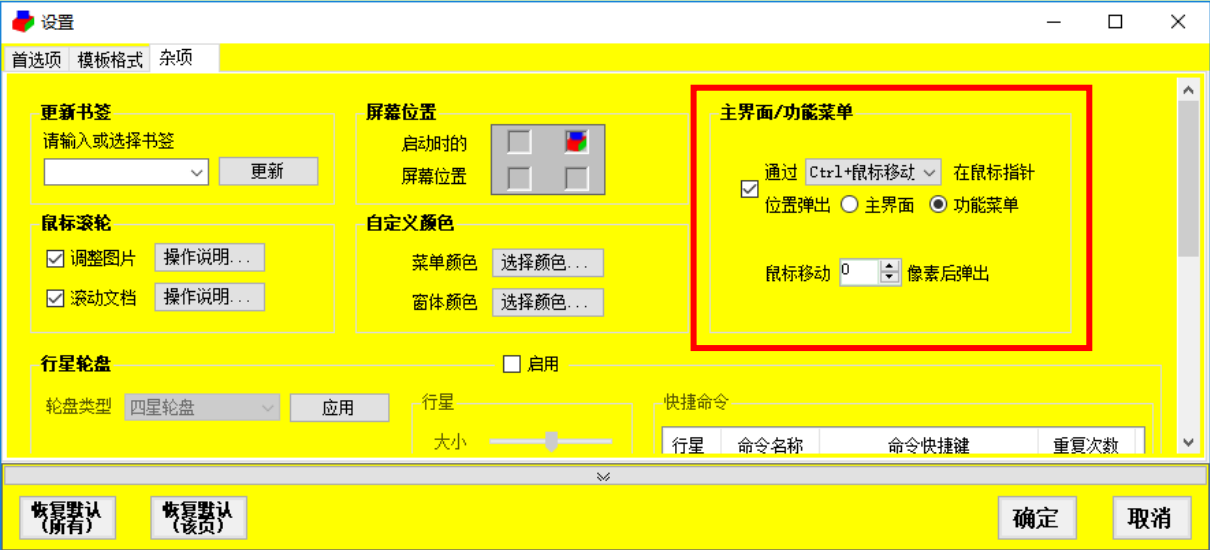 设置
首选项 模板格式 杂项
更新书签
请输入或选择书签
更新
屏幕位置
启动时的
屏幕位置
主界面/功能菜单
通过 Ctrl+鼠标移动 在鼠标指针
位置弹出 主界面 功能菜单
鼠标移动 0 像素后弹出
鼠标滚轮
调整图片 操作说明...
滚动文档 操作说明...
自定义颜色
菜单颜色 选择颜色...
窗体颜色 选择颜色...
行星轮盘 启用
轮盘类型 四星轮盘 应用
行星
大小
快捷命令
行星 命令名称 命令快捷键 重复次数
恢复默认
(所有)
恢复默认
(该页)
确定 取消